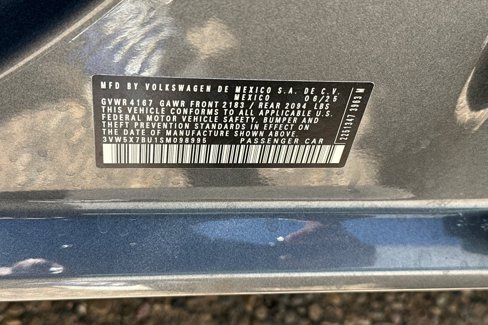 MFD BY VOLKSWAGEN DE MEXICO S.A. DE C.V.
MEXICO 08/25
GVWR 4167 GAWR FRONT 2183 / REAR 2094 LBS
THIS VEHICLE CONFORMS TO ALL APPLICABLE U.S.
FEDERAL MOTOR VEHICLE SAFETY, BUMPER AND
THEFT PREVENTION STANDARDS IN EFFECT ON
THE DATE OF MANUFACTURE SHOWN ABOVE.
3VW5X7BU1SM098995 PASSENGER CAR
2251347 3963 M